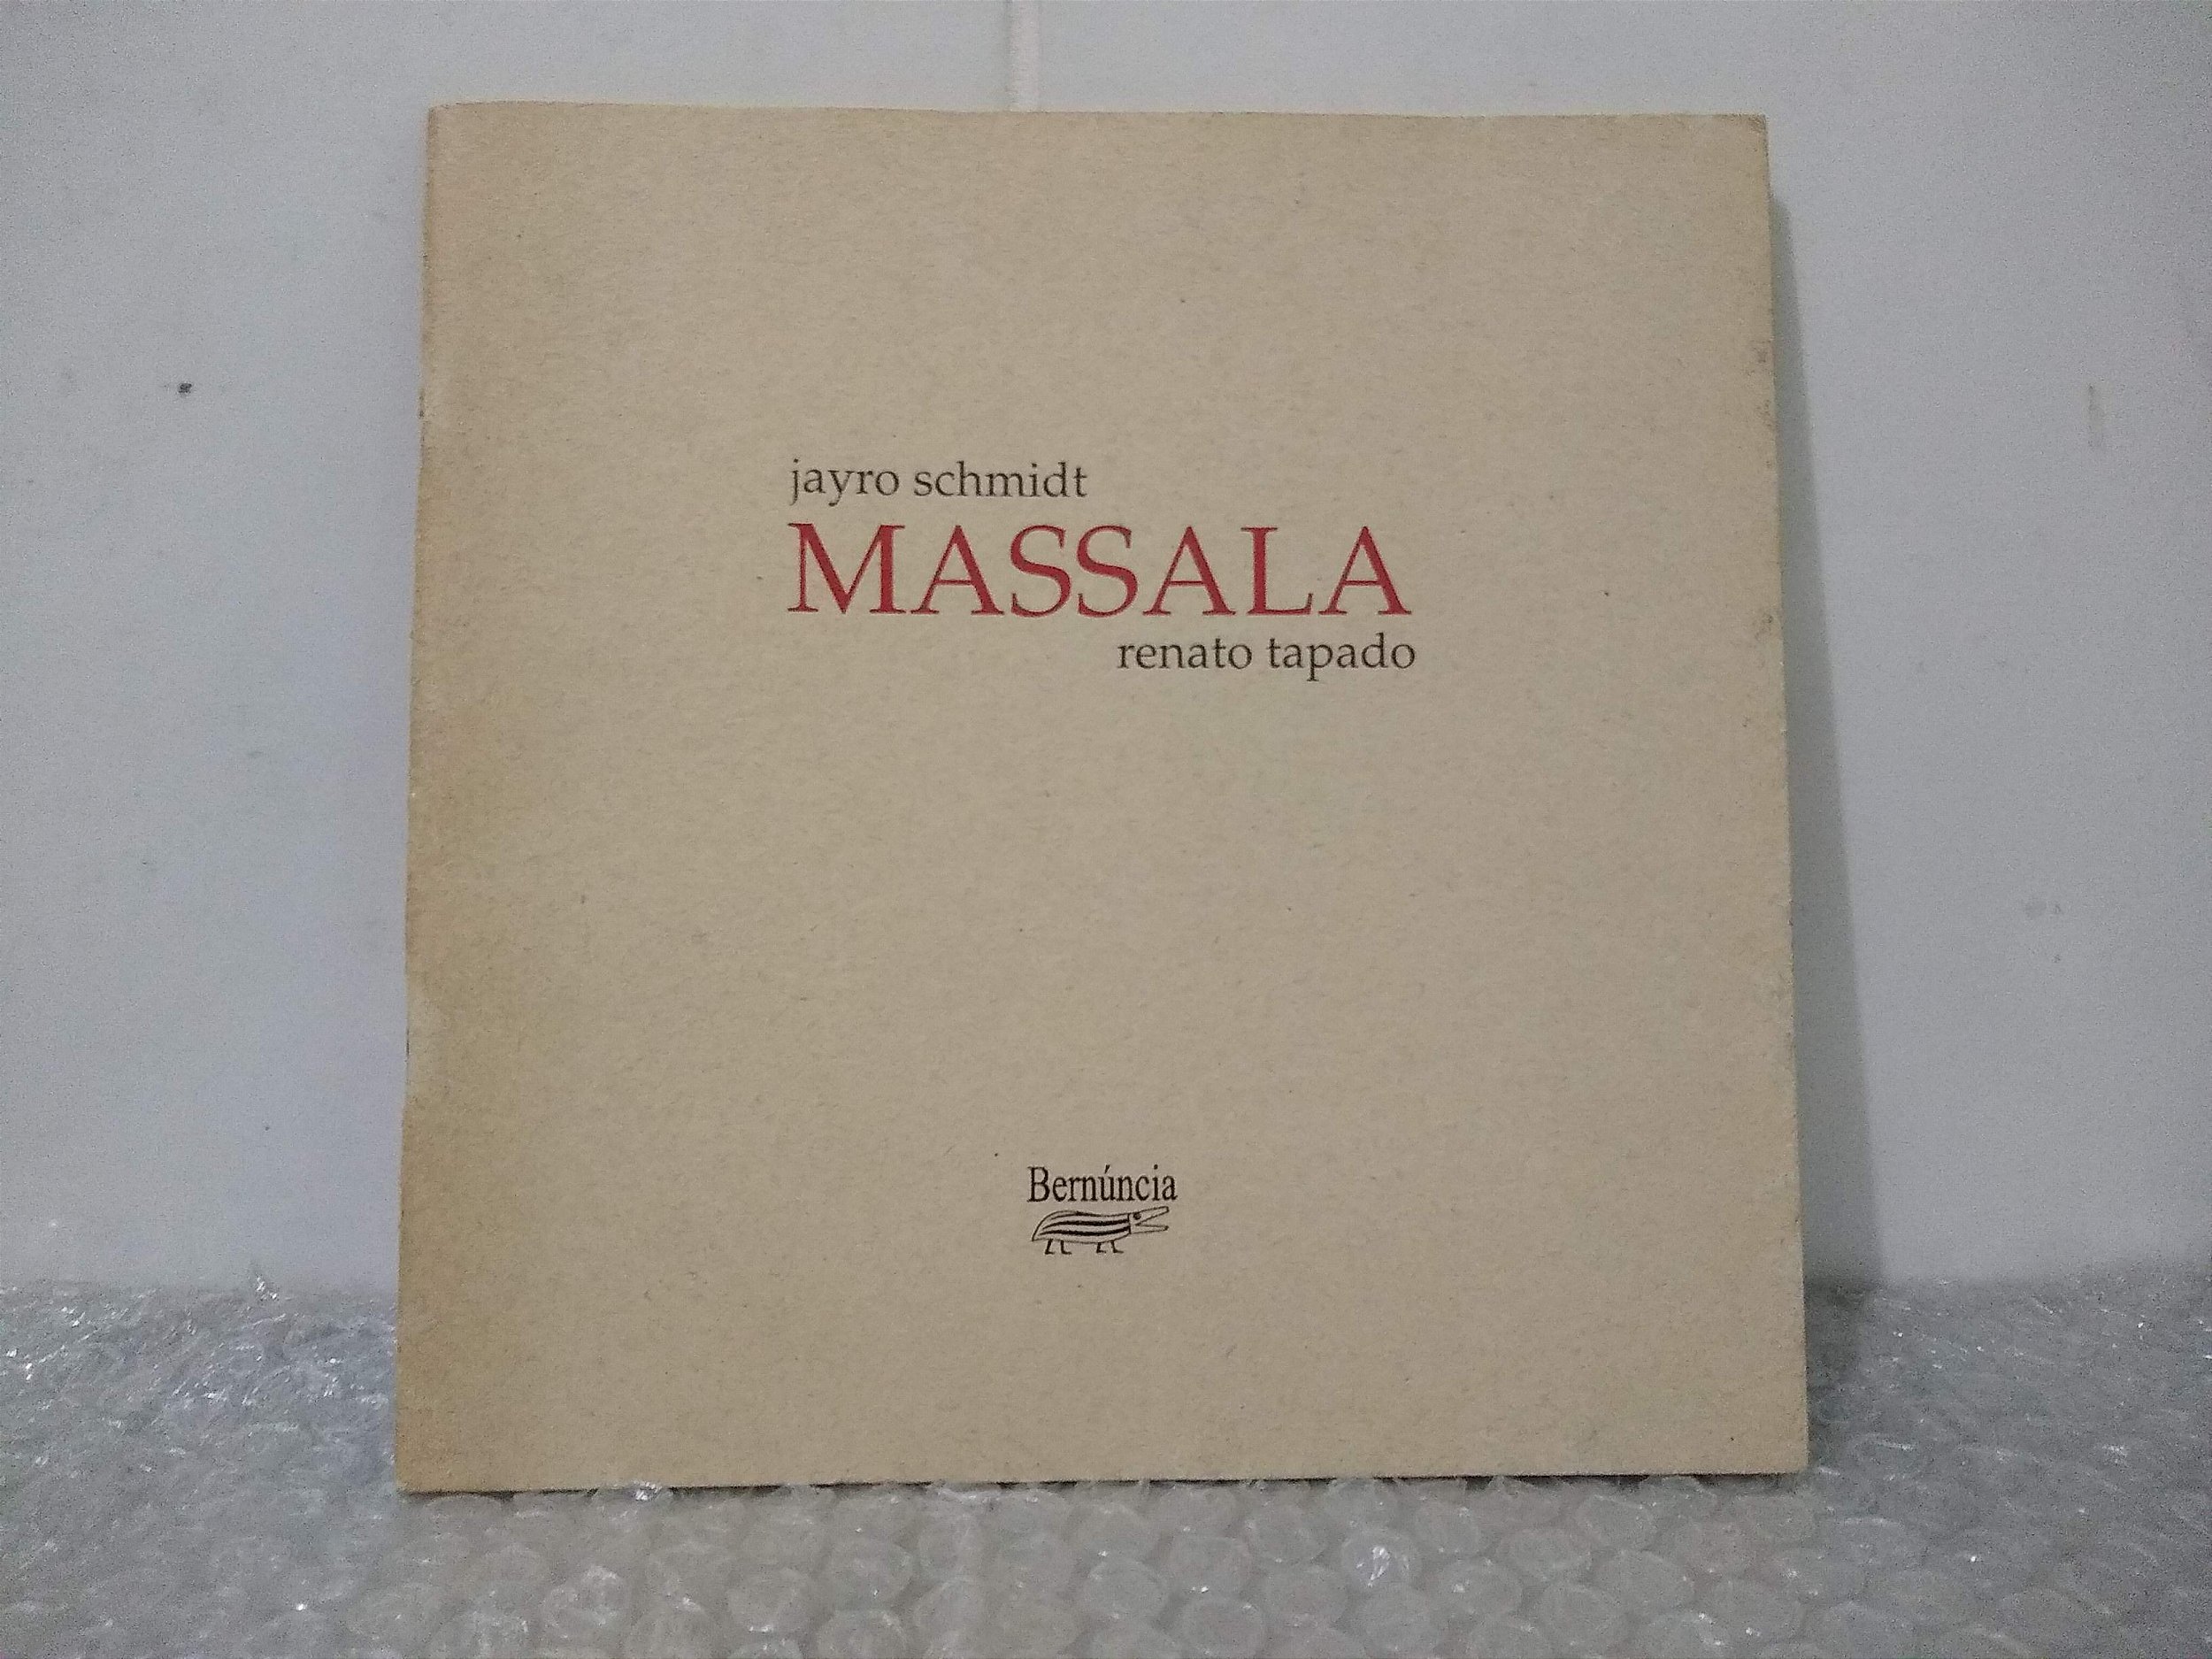 jayro schmidt
MASSALA
renato tapado
Bernúncia